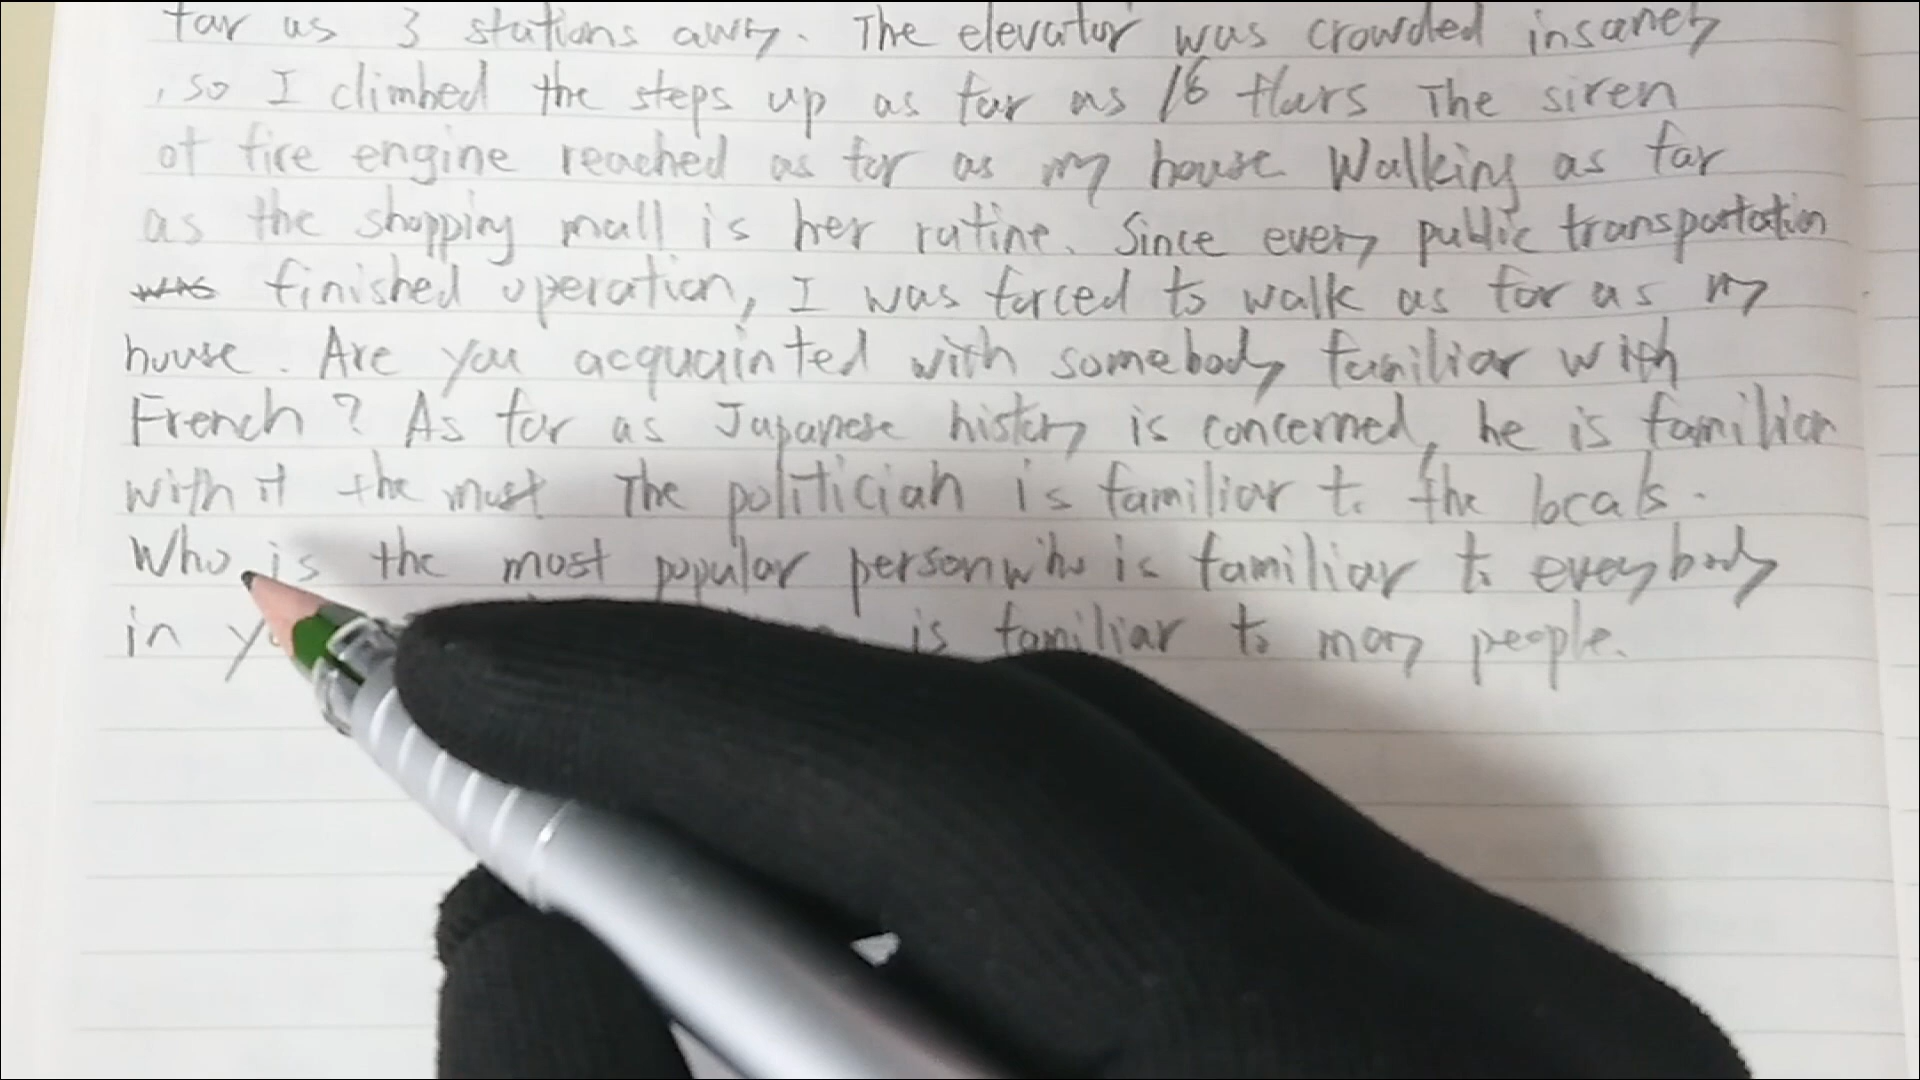 far as 3 stations away. The elevator was crowded insanely
, so I climbed the steps up as far as 16 flours The siren
of fire engine reached as far as my house Walking as far
as the shopping mall is her rutine. Since every public transportation
finished operation, I was forced to walk as far as my
house. Are you acquainted with somebody familiar with
French? As far as Japanese history is concerned, he is familiar
with it the most The politician is familiar to the locals.
Who is the most popular person who is familiar to everybody
in is familiar to many people.